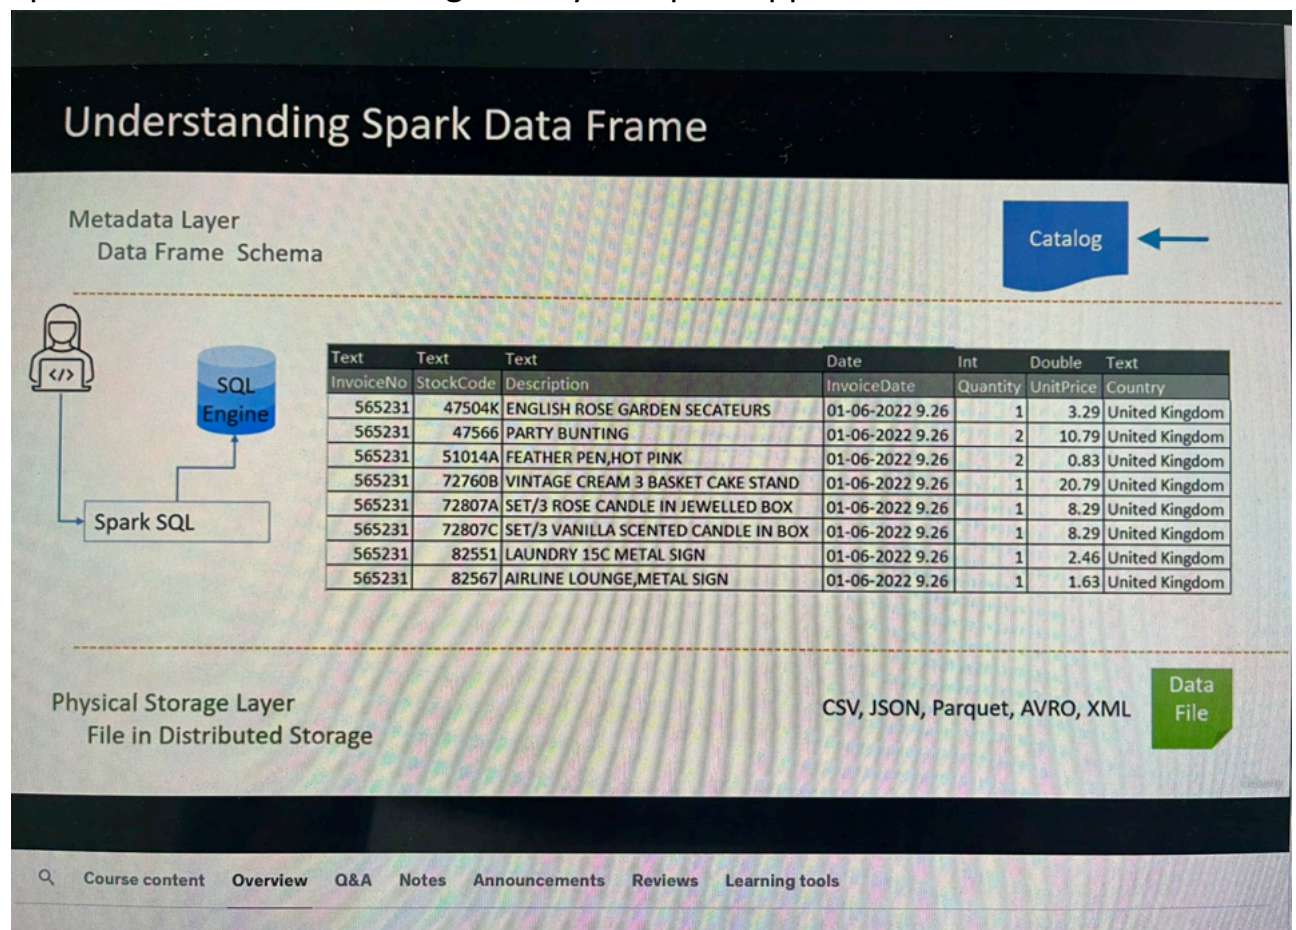 Understanding Spark Data Frame
Metadata Layer
Data Frame Schema
Catalog
</>
SQL
Engine
Spark SQL
Text Text Text Date Int Double Text
InvoiceNo StockCode Description InvoiceDate Quantity UnitPrice Country
565231 47504K ENGLISH ROSE GARDEN SECATEURS 01-06-2022 9.26 1 3.29 United Kingdom
565231 47566 PARTY BUNTING 01-06-2022 9.26 2 10.79 United Kingdom
565231 51014A FEATHER PEN,HOT PINK 01-06-2022 9.26 2 0.83 United Kingdom
565231 72760B VINTAGE CREAM 3 BASKET CAKE STAND 01-06-2022 9.26 1 20.79 United Kingdom
565231 72807A SET/3 ROSE CANDLE IN JEWELLED BOX 01-06-2022 9.26 1 8.29 United Kingdom
565231 72807C SET/3 VANILLA SCENTED CANDLE IN BOX 01-06-2022 9.26 1 8.29 United Kingdom
565231 82551 LAUNDRY 15C METAL SIGN 01-06-2022 9.26 1 2.46 United Kingdom
565231 82567 AIRLINE LOUNGE,METAL SIGN 01-06-2022 9.26 1 1.63 United Kingdom
Physical Storage Layer
File in Distributed Storage
CSV, JSON, Parquet, AVRO, XML
Data
File
Course content Overview Q&A Notes Announcements Reviews Learning tools